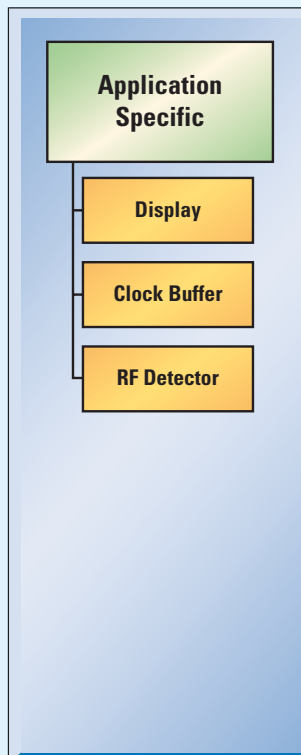 Application
Specific
Display
Clock Buffer
RF Detector